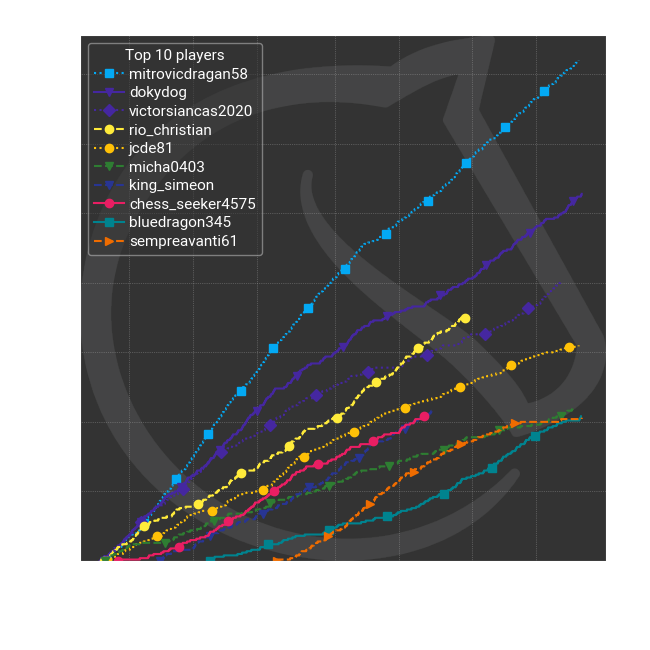 Top 10 players
mitrovicdragan58
dokydog
victorsiancas2020
rio_christian
jcde81
micha0403
king_simeon
chess_seeker4575
bluedragon345
sempreavanti61